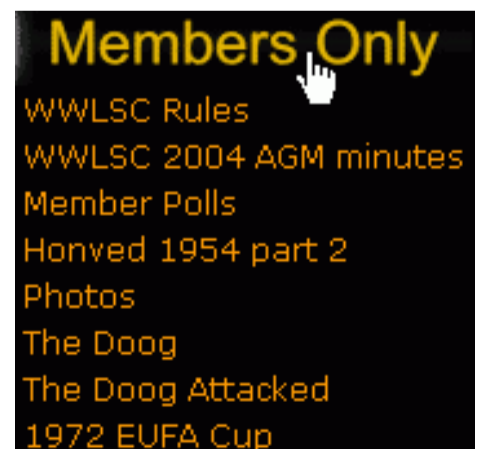 Members Only
WWLSC Rules
WWLSC 2004 AGM minutes
Member Polls
Honved 1954 part 2
Photos
The Doog
The Doog Attacked
1972 EUFA Cup